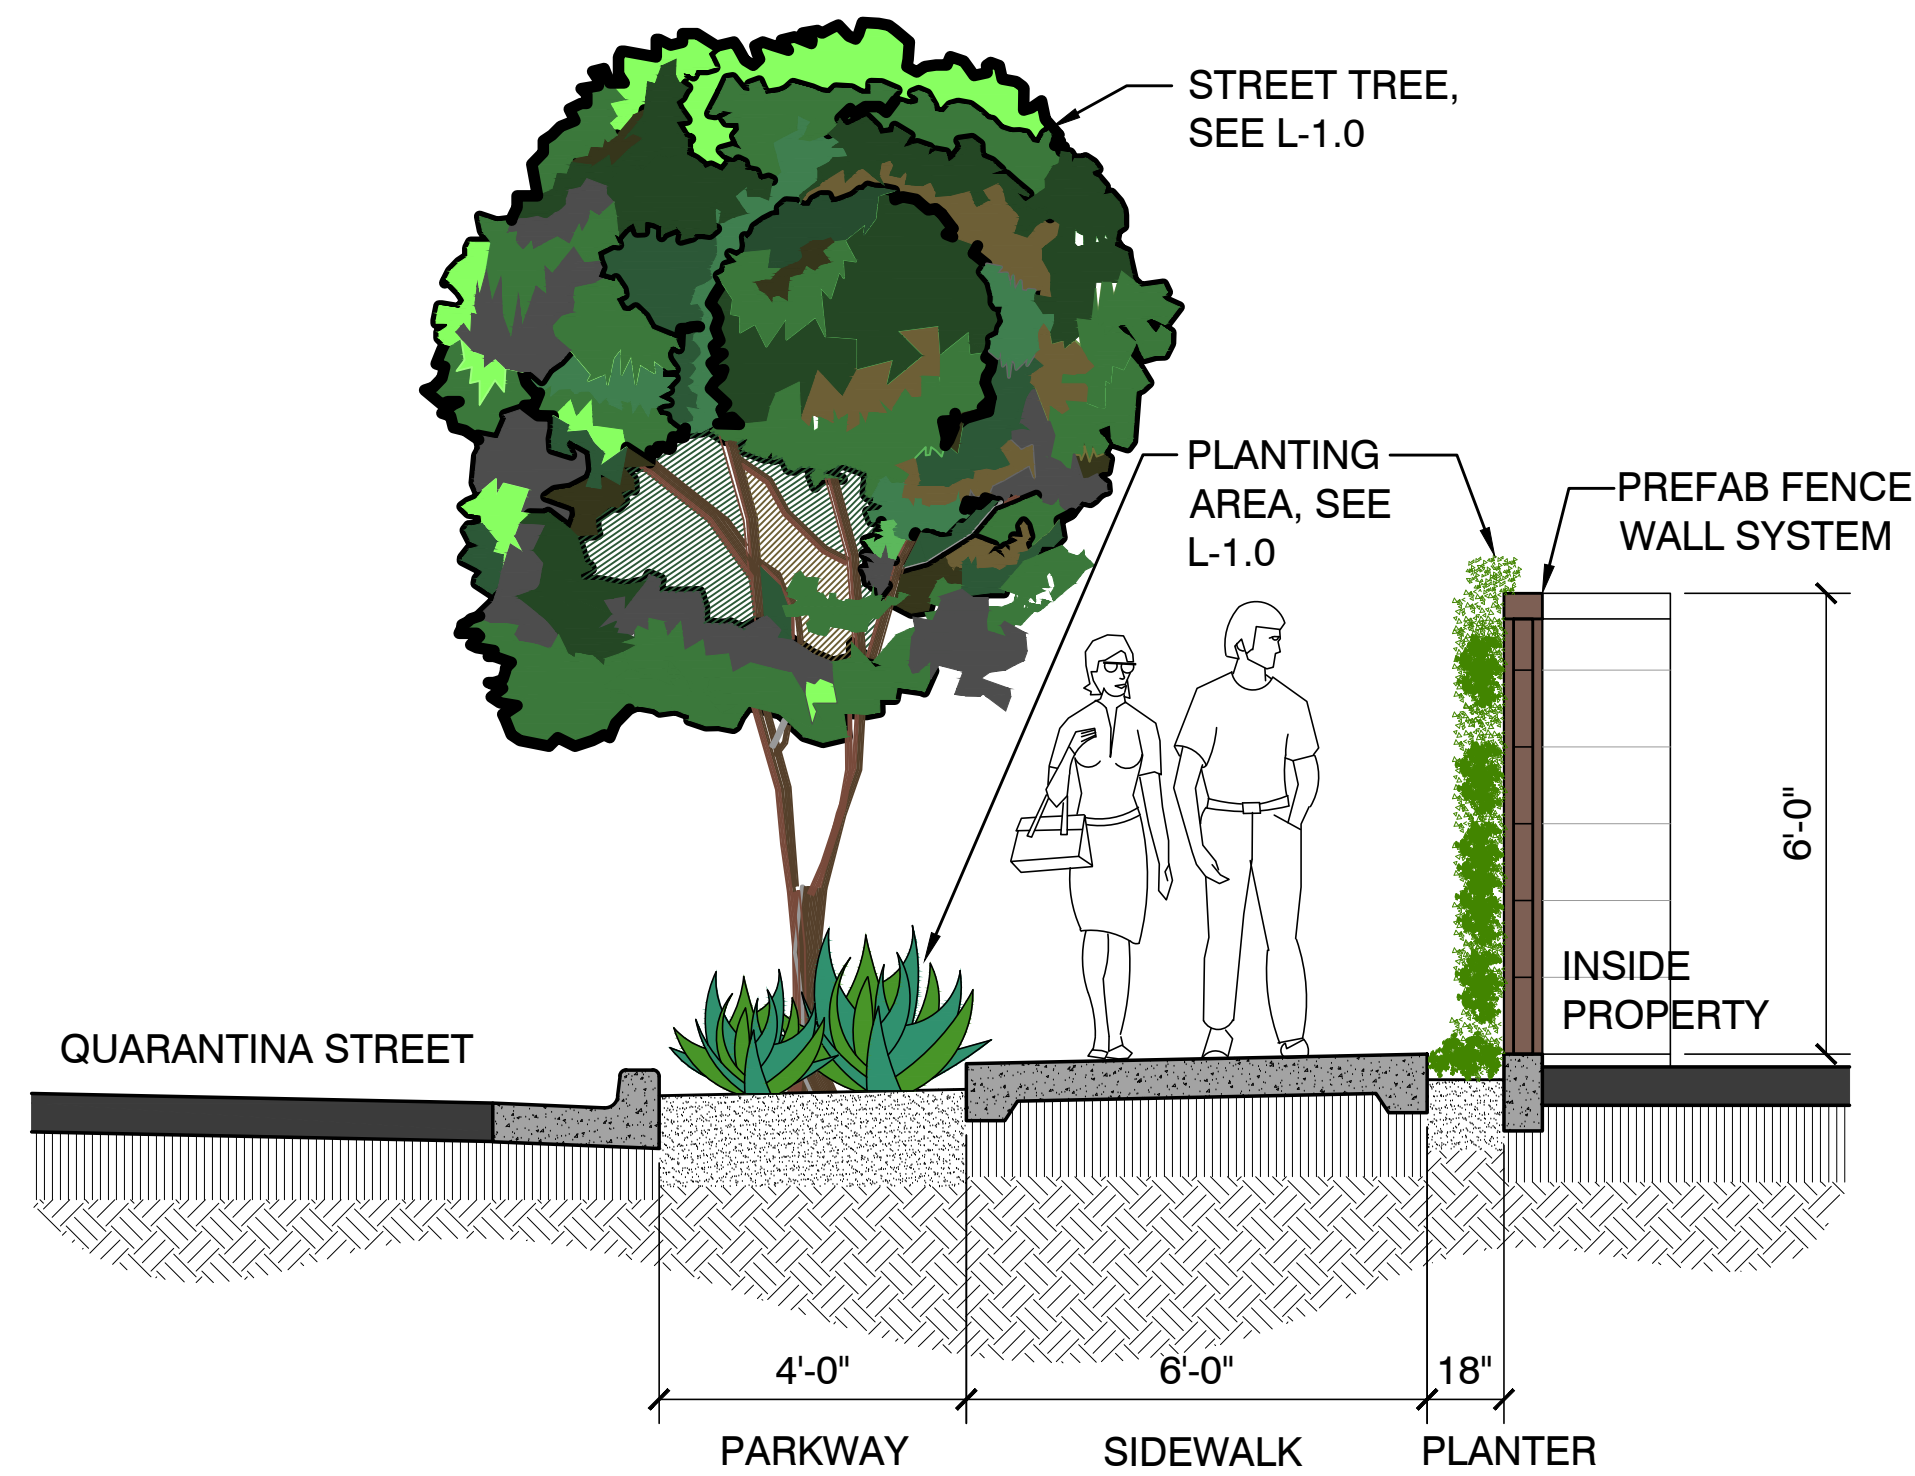 STREET TREE,
SEE L-1.0
PLANTING
AREA, SEE
L-1.0
PREFAB FENCE
WALL SYSTEM
6'-0"
INSIDE
PROPERTY
QUARANTINA STREET
4'-0"
6'-0"
18"
PARKWAY
SIDEWALK
PLANTER